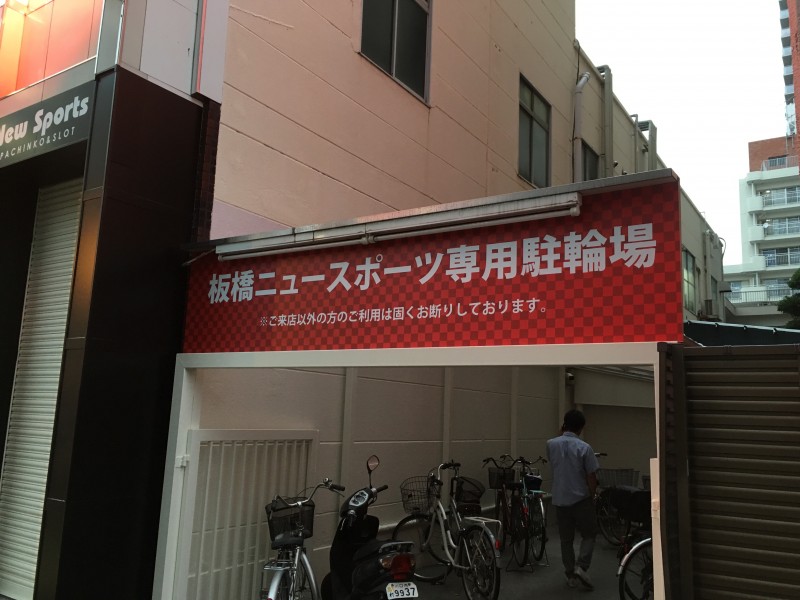 New Sports
PACHINKO&SLOT
板橋ニュースポーツ専用駐輪場
※ご来店以外の方のご利用は固くお断りしております。
9937